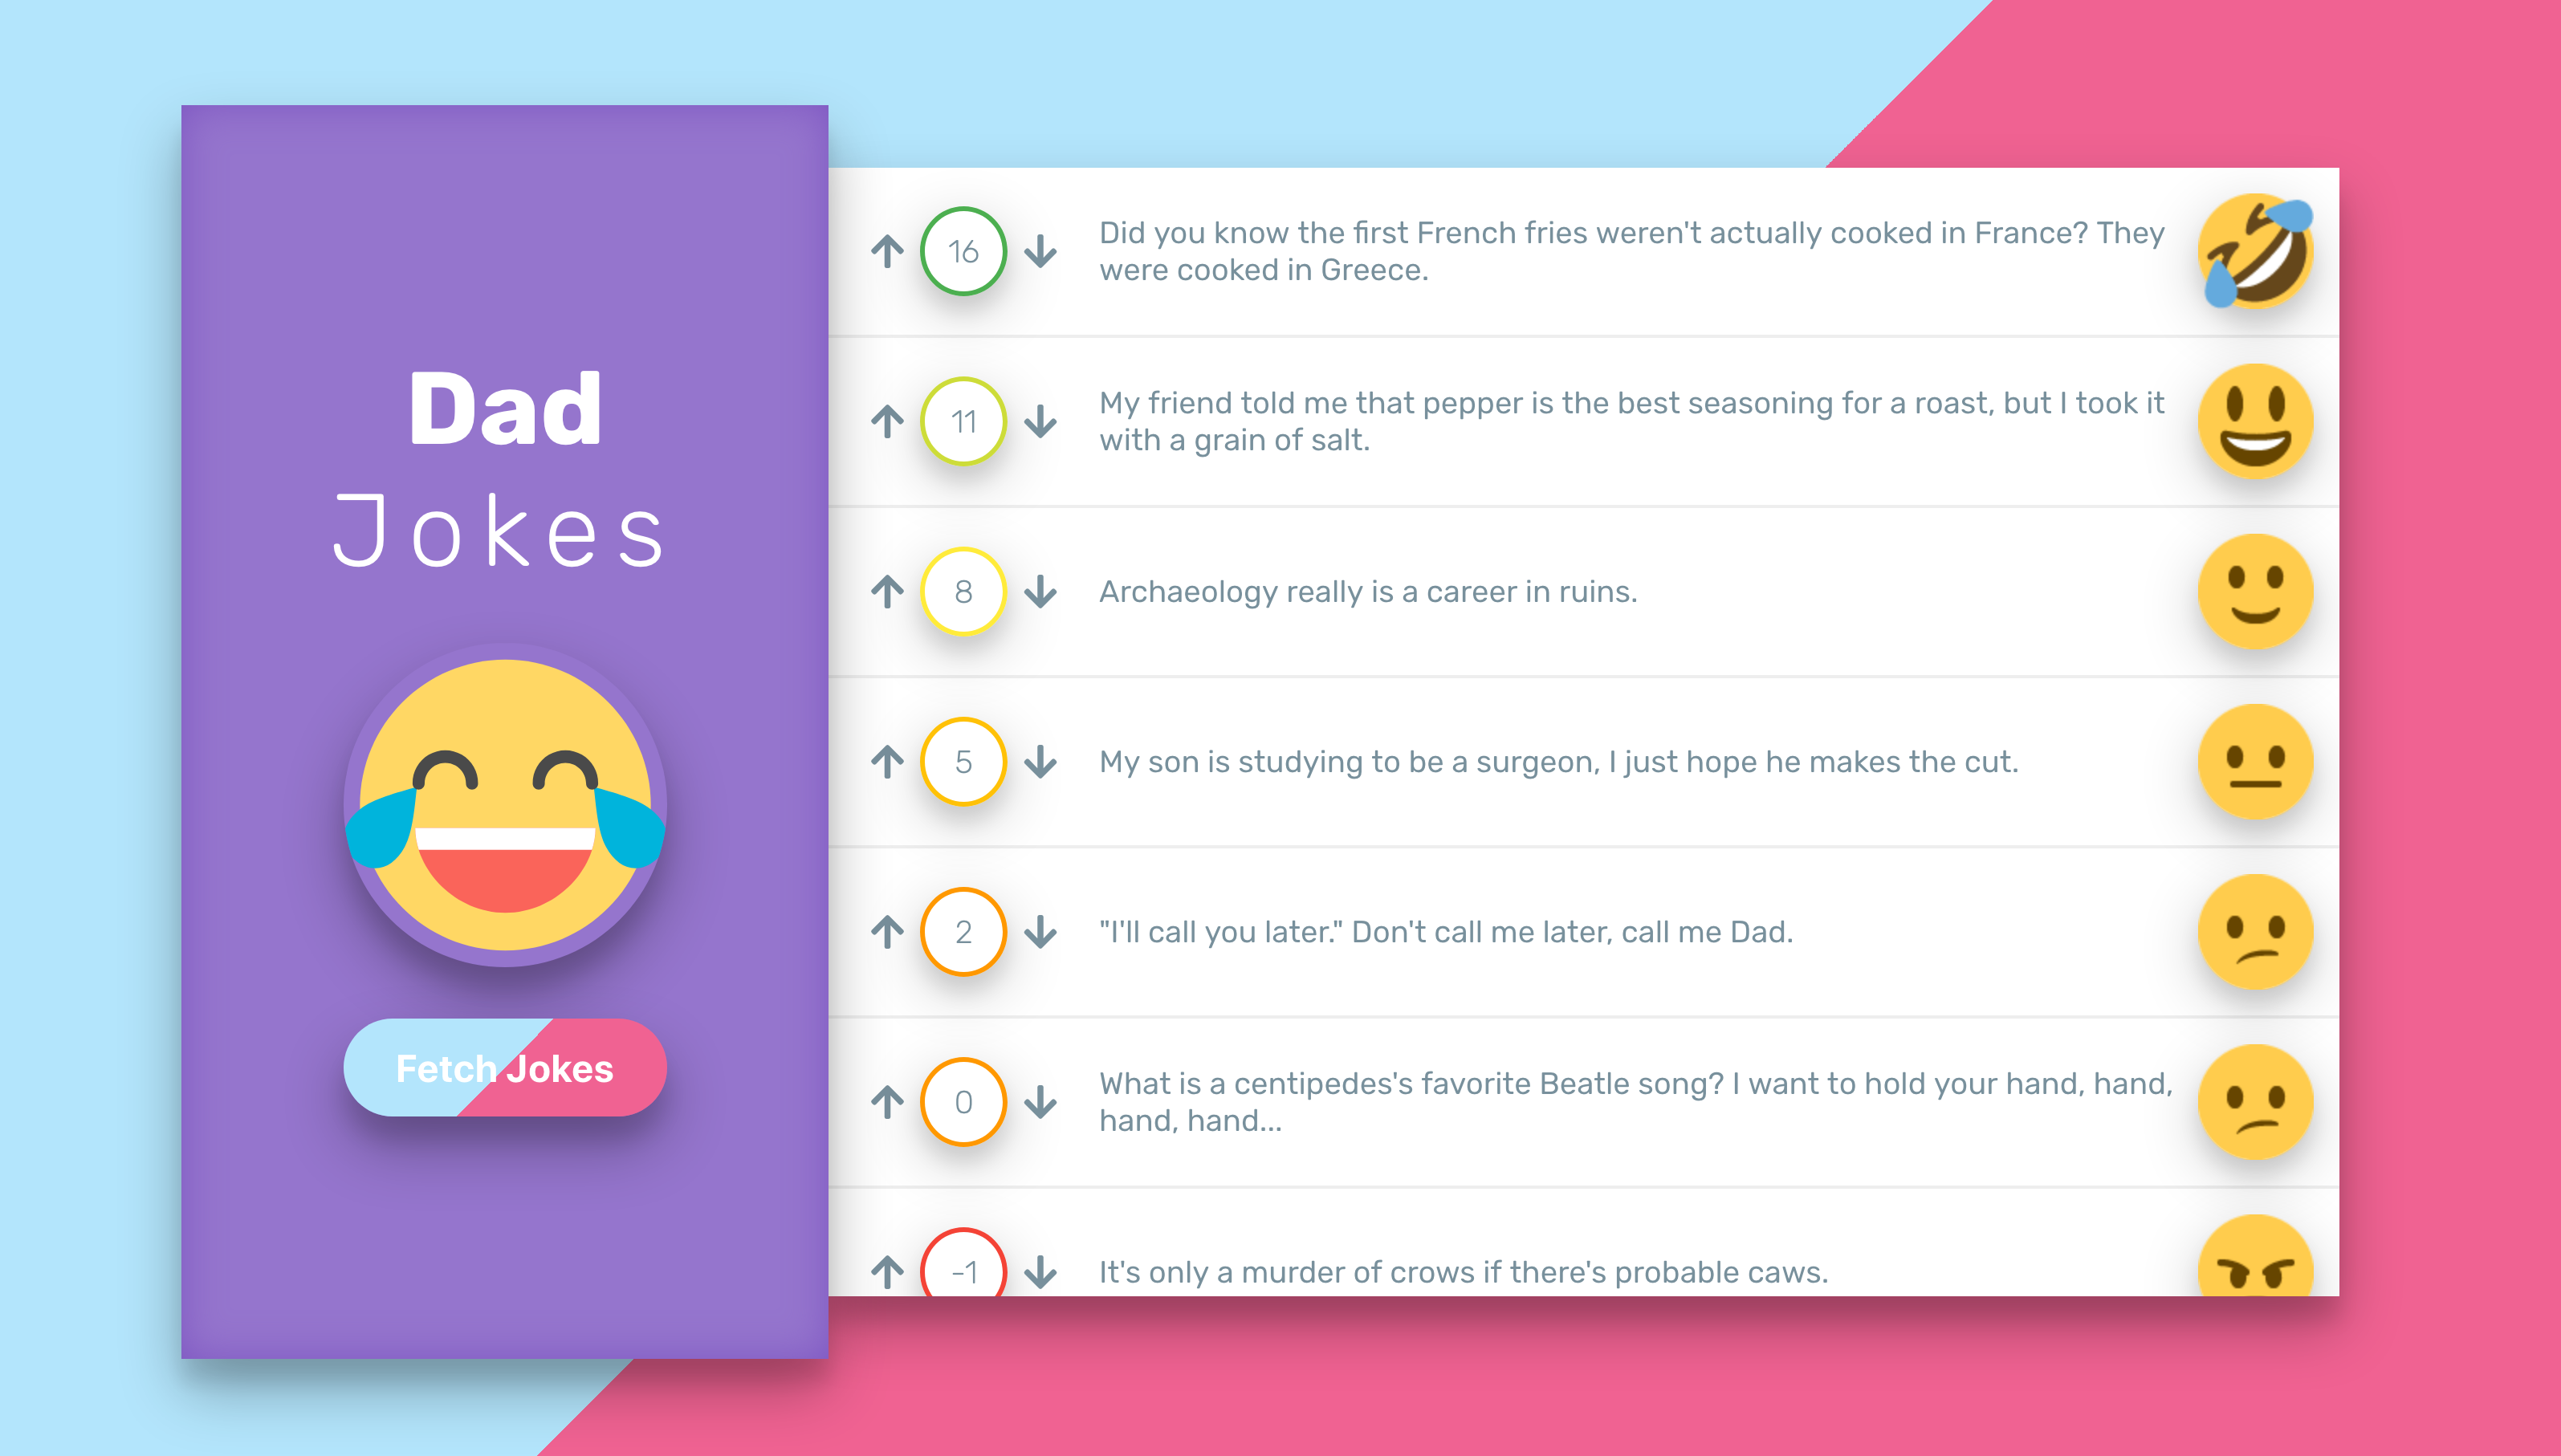 Dad
Jokes
Fetch Jokes
16
Did you know the first French fries weren't actually cooked in France? They
were cooked in Greece.
11
My friend told me that pepper is the best seasoning for a roast, but I took it
with a grain of salt.
8
Archaeology really is a career in ruins.
5
My son is studying to be a surgeon, I just hope he makes the cut.
2
"I'll call you later." Don't call me later, call me Dad.
0
What is a centipedes's favorite Beatle song? I want to hold your hand, hand,
hand, hand...
-1
It's only a murder of crows if there's probable caws.